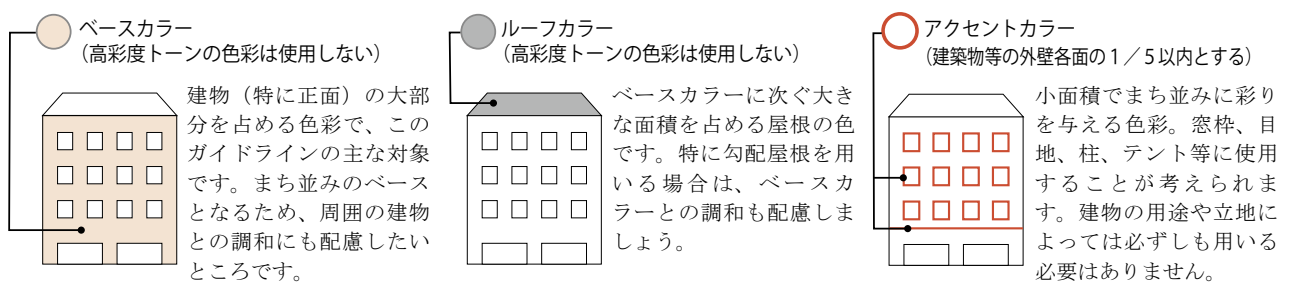 ベースカラー
(高彩度トーンの色彩は使用しない)
建物(特に正面)の大部
分を占める色彩で、この
ガイドラインの主な対象
です。まち並みのベース
となるため、周囲の建物
との調和にも配慮したい
ところです。
ルーフカラー
(高彩度トーンの色彩は使用しない)
ベースカラーに次ぐ大き
な面積を占める屋根の色
です。特に勾配屋根を用
いる場合は、ベースカ
ラーとの調和も配慮しま
しょう。
アクセントカラー
(建築物等の外壁各面の1/5以内とする)
小面積でまち並みに彩り
を与える色彩。窓枠、目
地、柱、テント等に使用
することが考えられま
す。建物の用途や立地に
よっては必ずしも用いる
必要はありません。